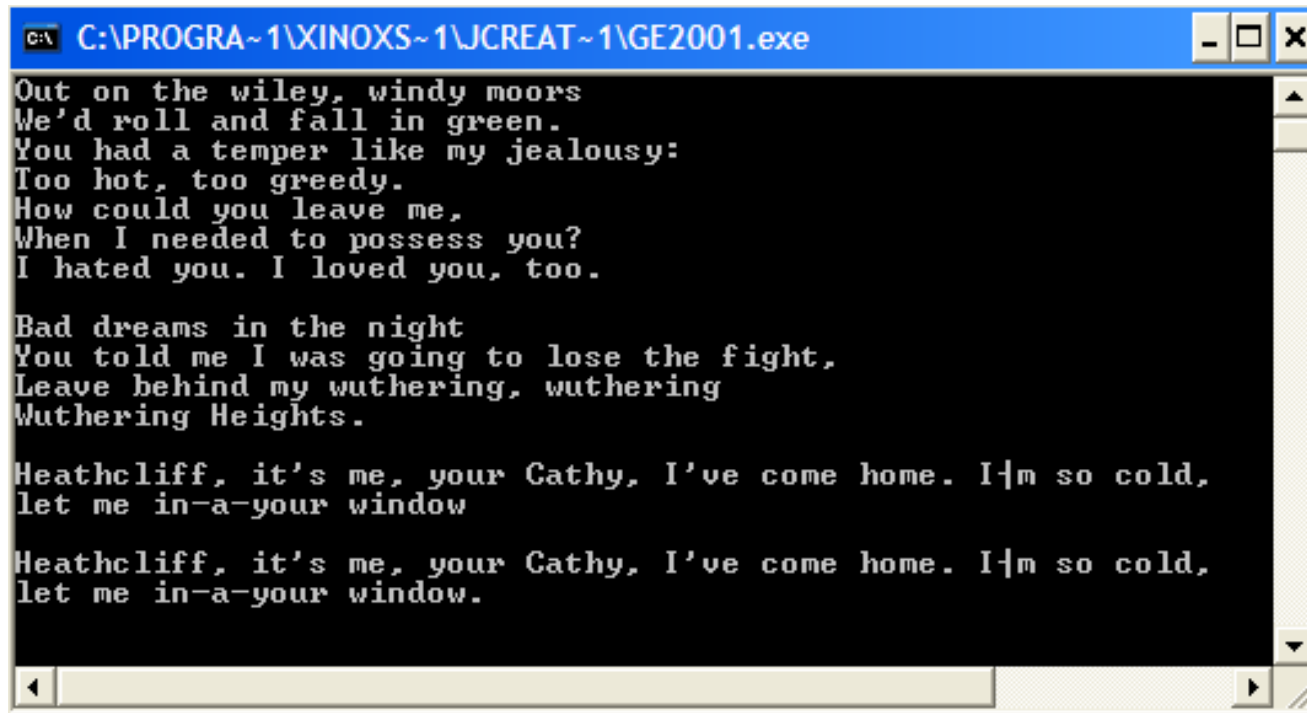 C:\PROGRA~1\XINOXS~1\JCREAT~1\GE2001.exe
Out on the wiley, windy moors
We'd roll and fall in green.
You had a temper like my jealousy:
Too hot, too greedy.
How could you leave me,
When I needed to possess you?
I hated you. I loved you, too.
Bad dreams in the night
You told me I was going to lose the fight,
Leave behind my wuthering, wuthering
Wuthering Heights.
Heathcliff, it's me, your Cathy, I've come home. I┤m so cold,
let me in-a-your window
Heathcliff, it's me, your Cathy, I've come home. I┤m so cold,
let me in-a-your window.